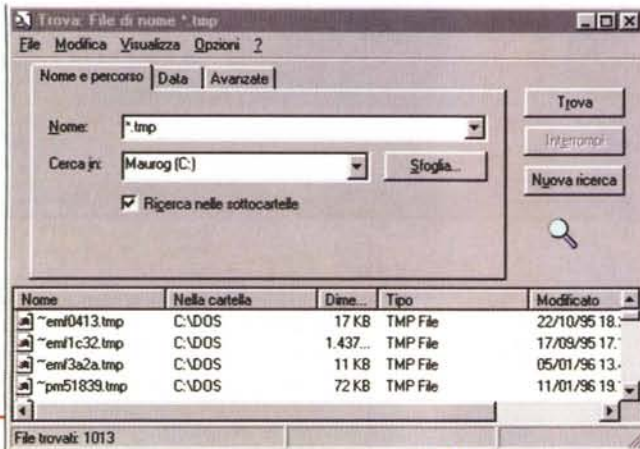 Trova: File di nome *.tmp
File Modifica Visualizza Opzioni ?
Nome e percorso Data Avanzate
Nome: *.tmp
Cerca in: Maurog (C:) Sfoglia...
Ricerca nelle sottocartelle
Trova
Interrompi
Nuova ricerca
Nome Nella cartella Dime... Tipo Modificato
~emf0413.tmp C:\DOS 17 KB TMP File 22/10/95 18.
~emf1c32.tmp C:\DOS 1.437... TMP File 17/09/95 17.
~emf3a2a.tmp C:\DOS 11 KB TMP File 05/01/96 13.
~pm51839.tmp C:\DOS 72 KB TMP File 11/01/96 19.
File trovati: 1013